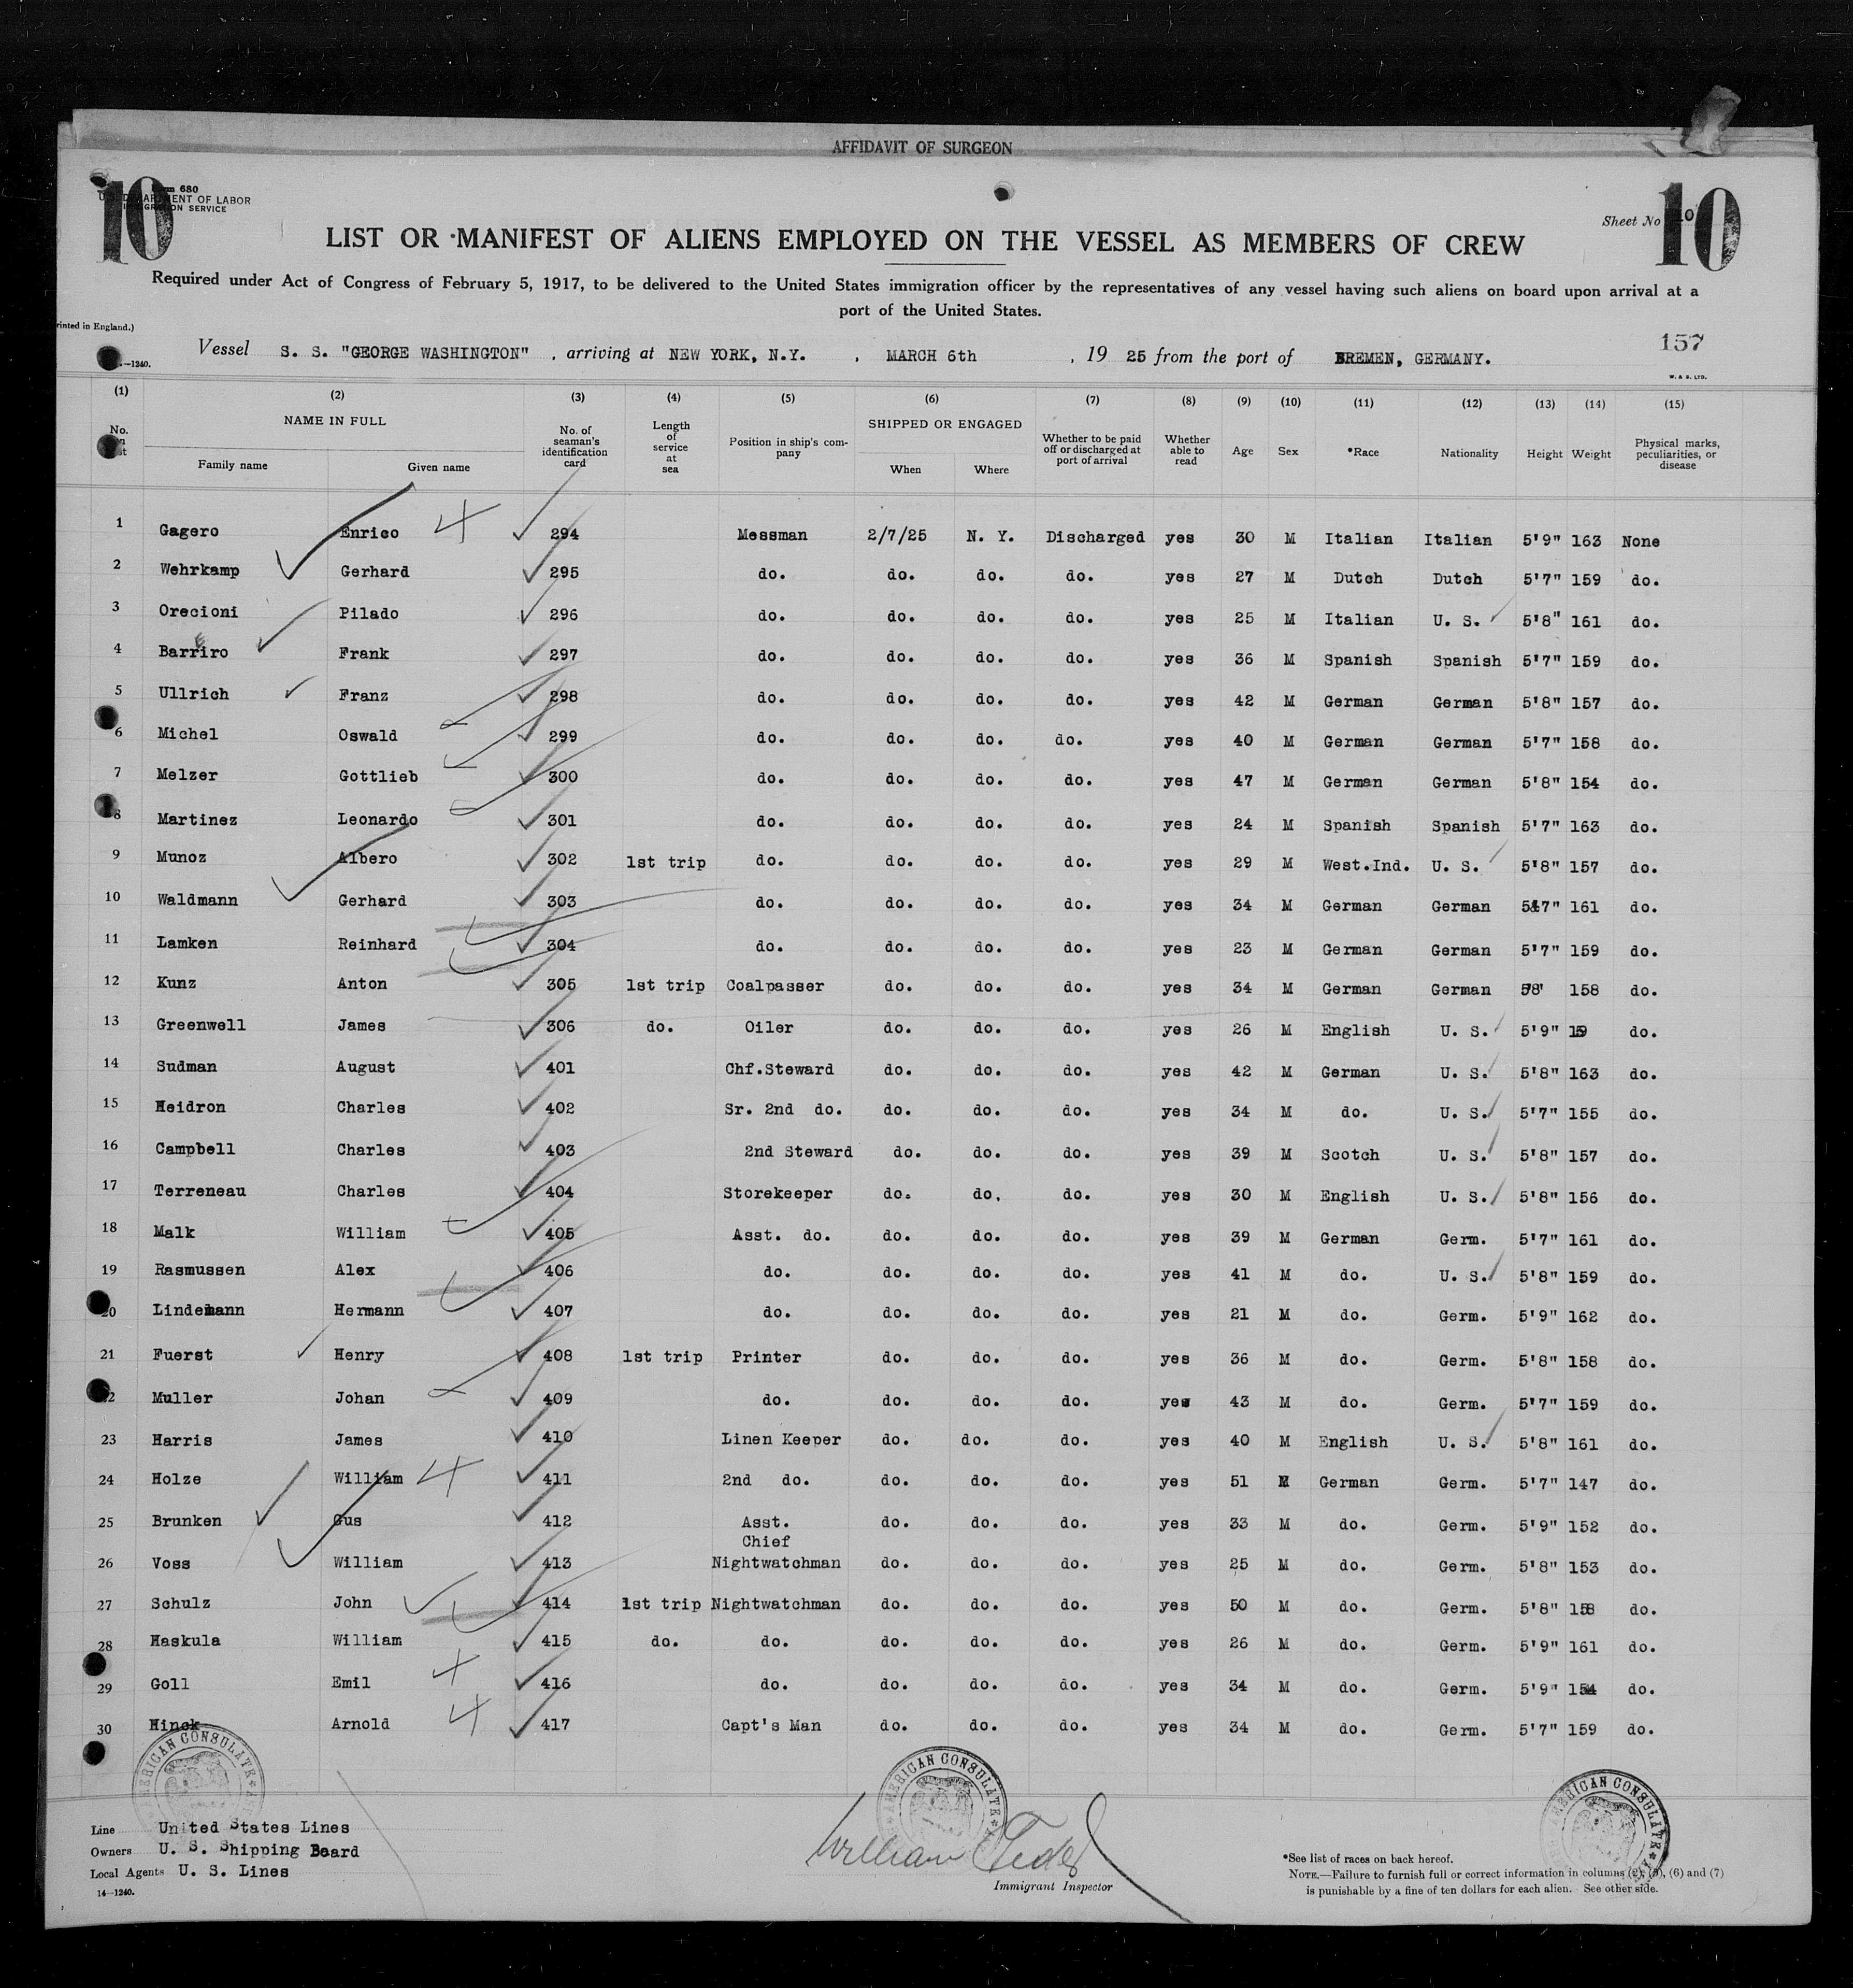 AFFIDAVIT OF SURGEON
10 Form 680
U. S. DEPARTMENT OF LABOR
IMMIGRATION SERVICE
Sheet No 10
10
LIST OR MANIFEST OF ALIENS EMPLOYED ON THE VESSEL AS MEMBERS OF CREW
Required under Act of Congress of February 5, 1917, to be delivered to the United States immigration officer by the representatives of any vessel having such aliens on board upon arrival at a
port of the United States.
rinted in England.)
157
Vessel S. S. "GEORGE WASHINGTON" , arriving at NEW YORK, N.Y. , MARCH 6th , 19 25 from the port of BREMEN, GERMANY.
—1240.
W. & S. LTD.
(1) (2) (3) (4) (5) (6) (7) (8) (9) (10) (11) (12) (13) (14) (15)
No. NAME IN FULL No. of seaman's identification card Length of service at sea Position in ship's company SHIPPED OR ENGAGED Whether to be paid off or discharged at port of arrival Whether able to read Age Sex *Race Nationality Height Weight Physical marks, peculiarities, or disease
Family name Given name When Where
1 Gagero Enrico 4 294 Messman 2/7/25 N. Y. Discharged yes 30 M Italian Italian 5'9" 163 None
2 Wehrkamp Gerhard 295 do. do. do. do. yes 27 M Dutch Dutch 5'7" 159 do.
3 Orecioni Pilado 296 do. do. do. do. yes 25 M Italian U. S. 5'8" 161 do.
4 Barriro Frank 297 do. do. do. do. yes 36 M Spanish Spanish 5'7" 159 do.
5 Ullrich Franz 298 do. do. do. do. yes 42 M German German 5'8" 157 do.
6 Michel Oswald 299 do. do. do. do. yes 40 M German German 5'7" 158 do.
7 Melzer Gottlieb 300 do. do. do. do. yes 47 M German German 5'8" 154 do.
8 Martinez Leonardo 301 do. do. do. do. yes 24 M Spanish Spanish 5'7" 163 do.
9 Munoz Albero 302 1st trip do. do. do. do. yes 29 M West.Ind. U. S. 5'8" 157 do.
10 Waldmann Gerhard 303 do. do. do. do. yes 34 M German German 5'7" 161 do.
11 Lamken Reinhard 304 do. do. do. do. yes 23 M German German 5'7" 159 do.
12 Kunz Anton 305 1st trip Coalpasser do. do. do. yes 34 M German German 5'8' 158 do.
13 Greenwell James 306 do. Oiler do. do. do. yes 26 M English U. S. 5'9" do.
14 Sudman August 401 Chf.Steward do. do. do. yes 42 M German U. S. 5'8" 163 do.
15 Heidron Charles 402 Sr. 2nd do. do. do. do. yes 34 M do. U. S. 5'7" 155 do.
16 Campbell Charles 403 2nd Steward do. do. do. yes 39 M Scotch U. S. 5'8" 157 do.
17 Terreneau Charles 404 Storekeeper do. do. do. yes 30 M English U. S. 5'8" 156 do.
18 Malk William 405 Asst. do. do. do. do. yes 39 M German Germ. 5'7" 161 do.
19 Rasmussen Alex 406 do. do. do. do. yes 41 M do. U. S. 5'8" 159 do.
20 Lindemann Hermann 407 do. do. do. do. yes 21 M do. Germ. 5'9" 162 do.
21 Fuerst Henry 408 1st trip Printer do. do. do. yes 36 M do. Germ. 5'8" 158 do.
22 Muller Johan 409 do. do. do. do. yes 43 M do. Germ. 5'7" 159 do.
23 Harris James 410 Linen Keeper do. do. do. yes 40 M English U. S. 5'8" 161 do.
24 Holze William 4 411 2nd do. do. do. do. yes 51 M German Germ. 5'7" 147 do.
25 Brunken Gus 412 Asst. do. do. do. yes 33 M do. Germ. 5'9" 152 do.
Chief
26 Voss William 413 Nightwatchman do. do. do. yes 25 M do. Germ. 5'8" 153 do.
27 Schulz John 414 1st trip Nightwatchman do. do. do. yes 50 M do. Germ. 5'8" 158 do.
28 Haskula William 415 do. do. do. do. do. yes 26 M do. Germ. 5'9" 161 do.
29 Goll Emil 4 416 do. do. do. do. yes 34 M do. Germ. 5'9" 154 do.
30 Hinck Arnold 4 417 Capt's Man do. do. do. yes 34 M do. Germ. 5'7" 159 do.
AMERICAN CONSULATE
AMERICAN CONSULATE
AMERICAN CONSULATE
Line United States Lines
Owners U. S. Shipping Board
Local Agents U. S. Lines
14—1240.
William
Immigrant Inspector
*See list of races on back hereof.
NOTE.—Failure to furnish full or correct information in columns (2), (5), (6) and (7)
is punishable by a fine of ten dollars for each alien. See other side.